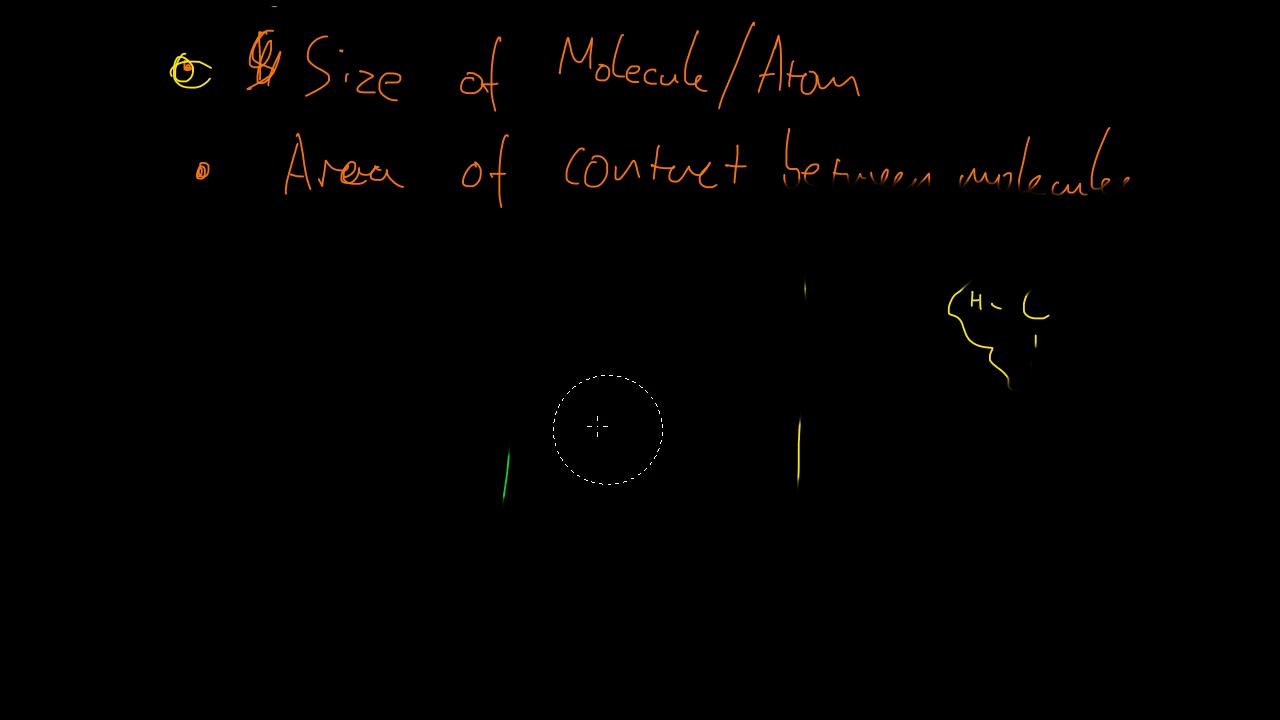 Size of Molecule/Atom
Area of contact between molecules
H - C